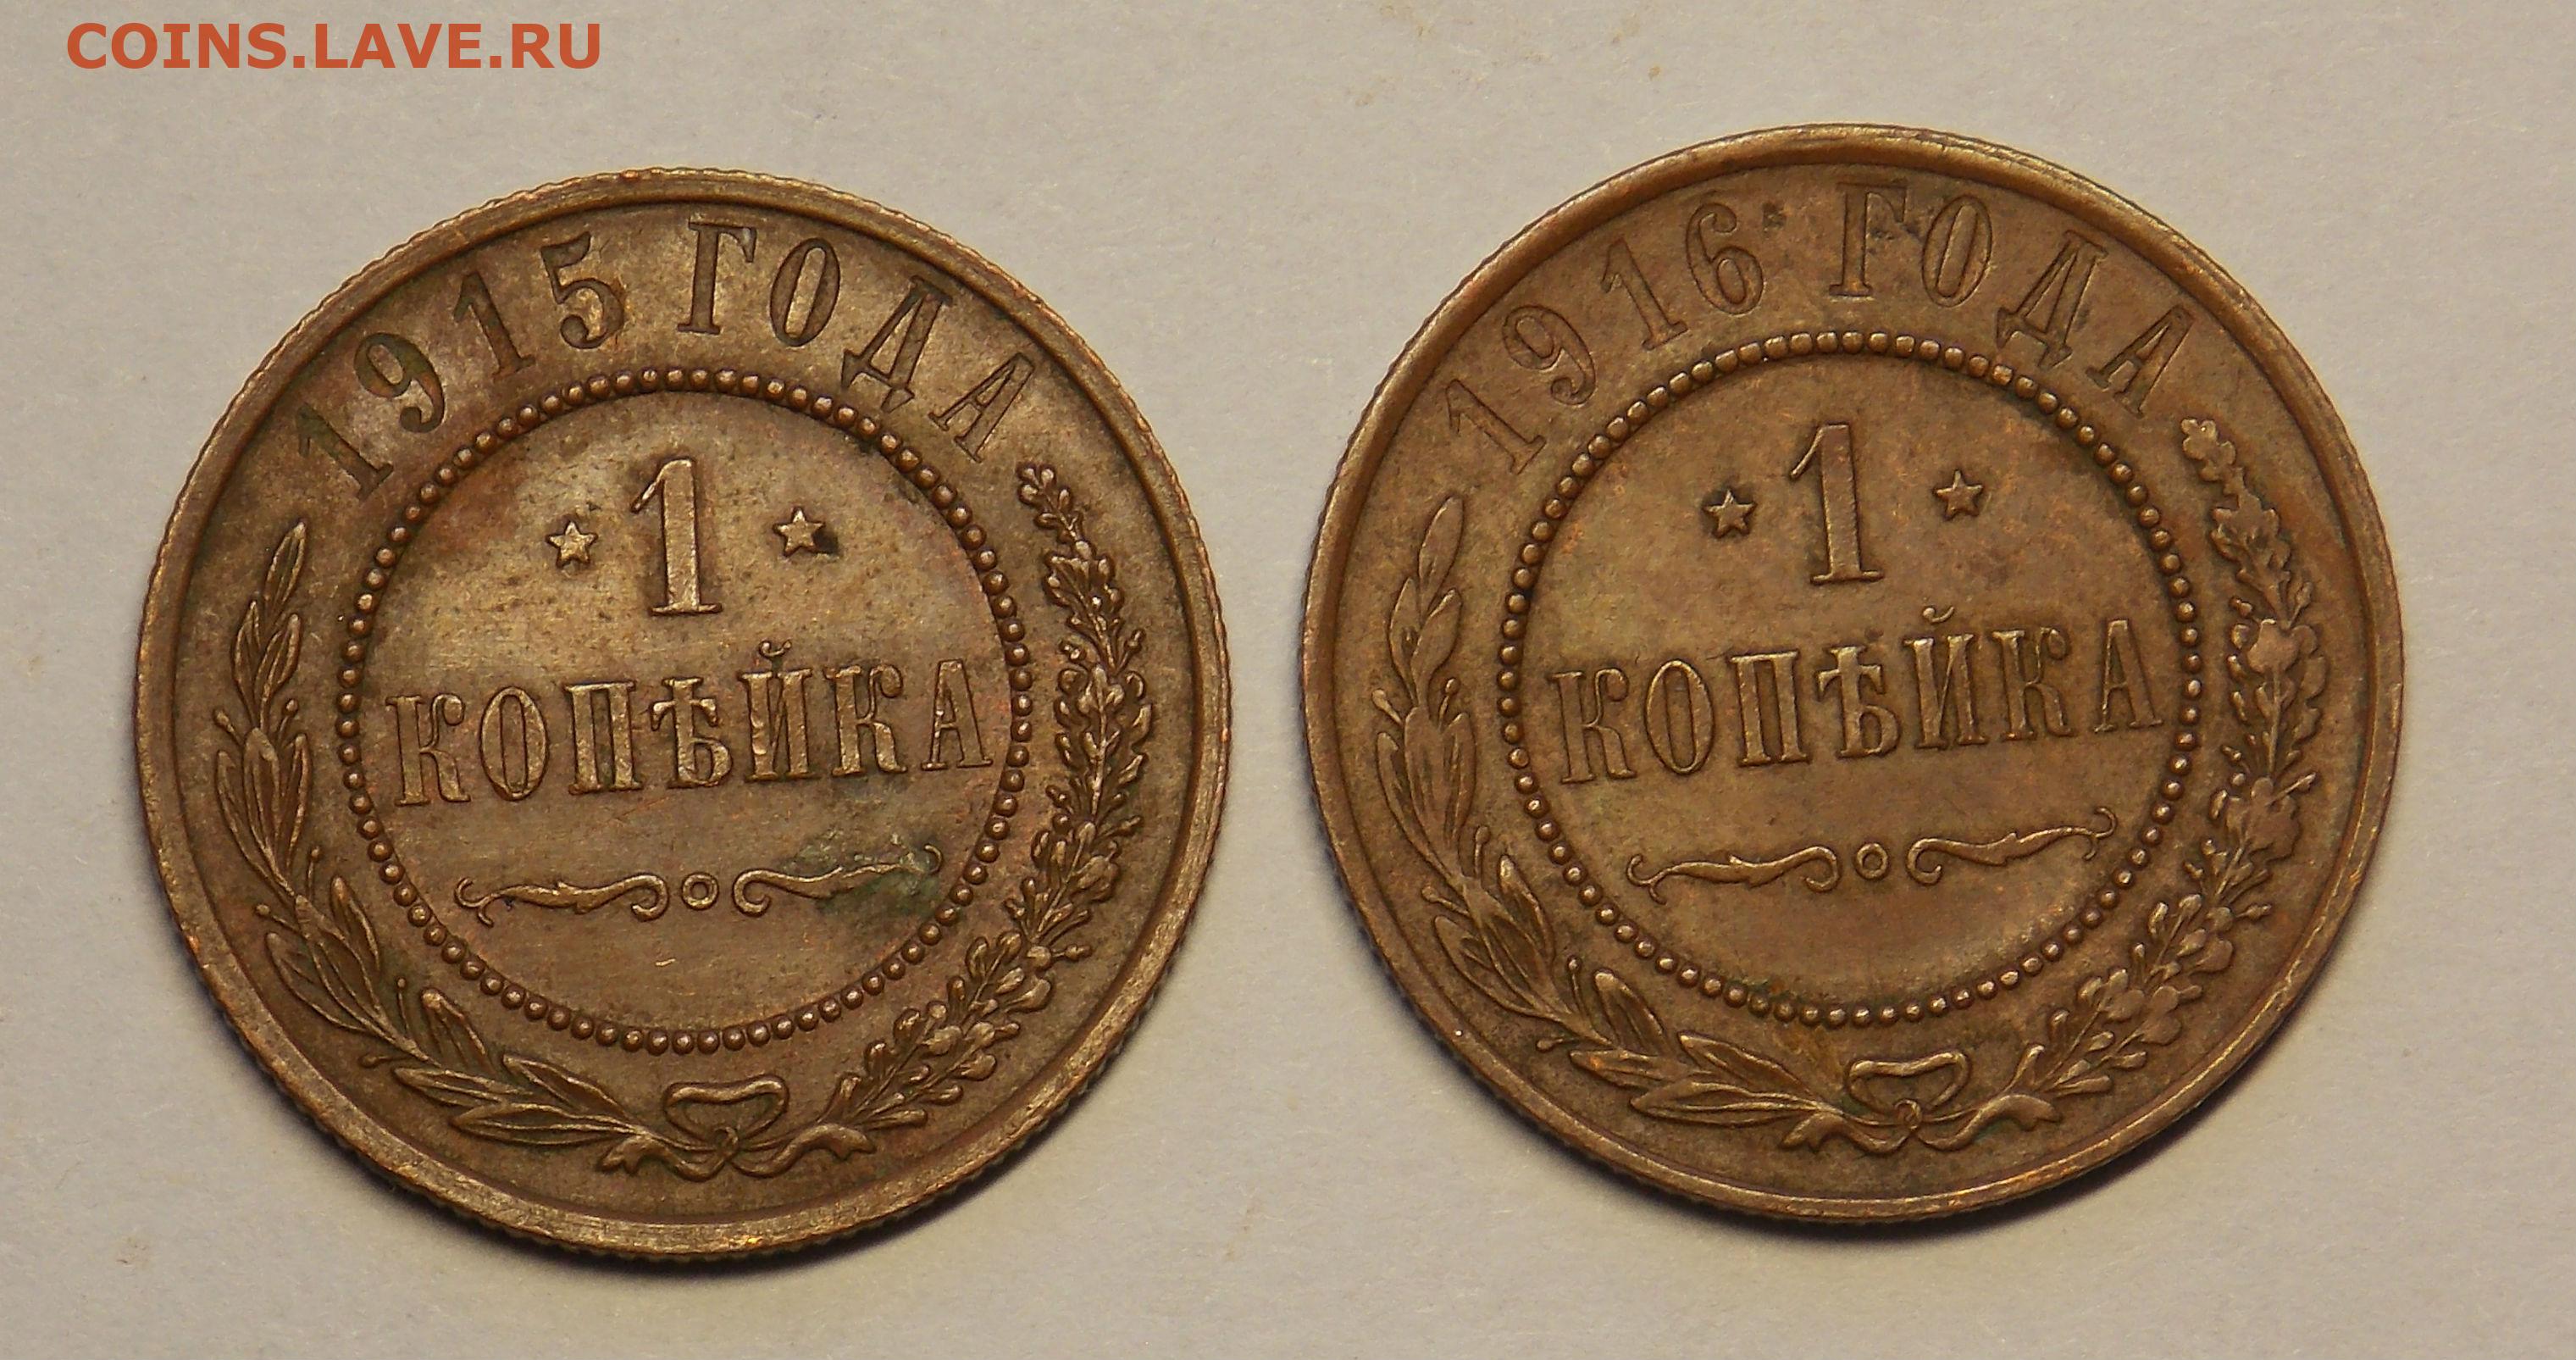 COINS.LAVE.RU
1915 ГОДА
1
КОПѢЙКА
1916 ГОДА
1
КОПѢЙКА